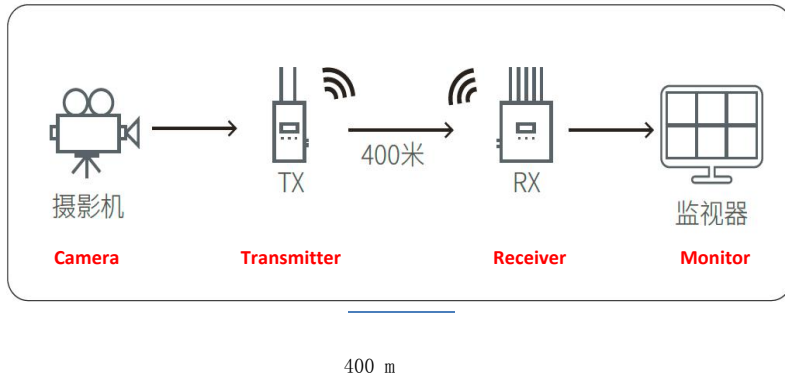 400米
TX
RX
摄影机
监视器
Camera
Transmitter
Receiver
Monitor
400 m